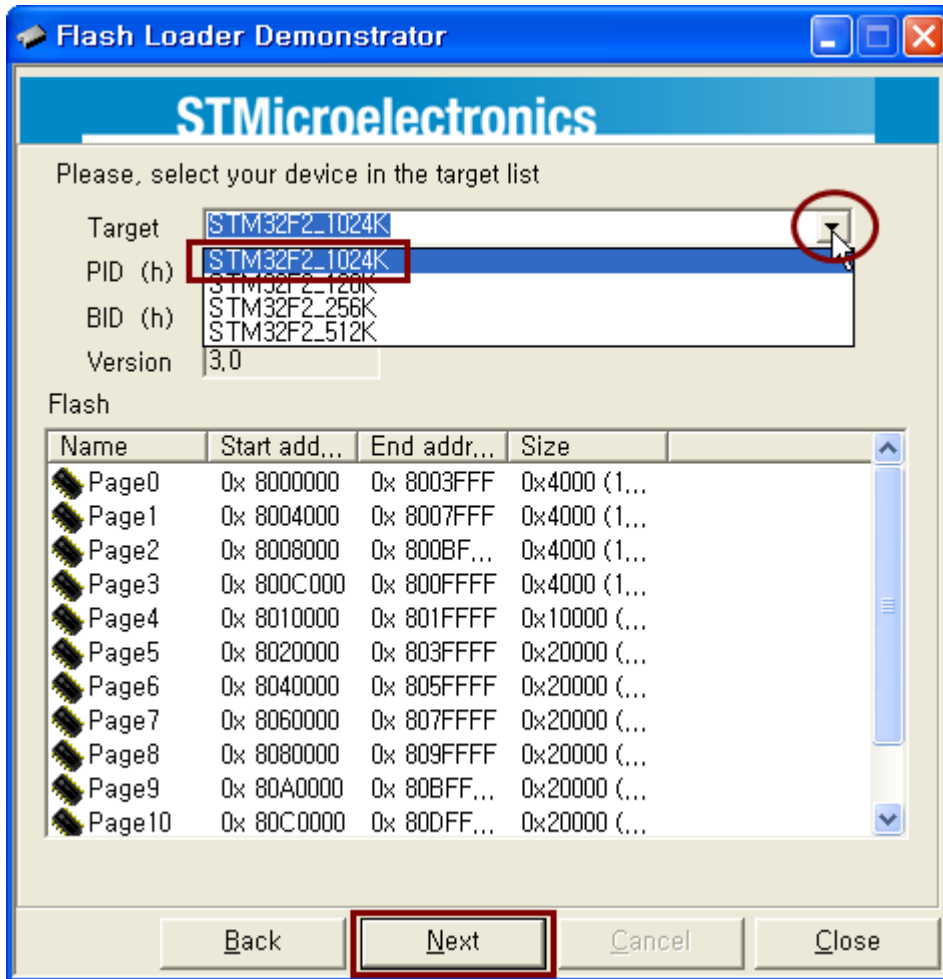 Flash Loader Demonstrator
STMicroelectronics
Please, select your device in the target list
Target STM32F2_1024K
STM32F2_1024K
PID (h)
STM32F2_128K
BID (h) STM32F2_256K
STM32F2_512K
Version 3.0
Flash
Name Start add... End addr... Size
Page0 0x 8000000 0x 8003FFF 0x4000 (1...
Page1 0x 8004000 0x 8007FFF 0x4000 (1...
Page2 0x 8008000 0x 800BF... 0x4000 (1...
Page3 0x 800C000 0x 800FFFF 0x4000 (1...
Page4 0x 8010000 0x 801FFFF 0x10000 (...
Page5 0x 8020000 0x 803FFFF 0x20000 (...
Page6 0x 8040000 0x 805FFFF 0x20000 (...
Page7 0x 8060000 0x 807FFFF 0x20000 (...
Page8 0x 8080000 0x 809FFFF 0x20000 (...
Page9 0x 80A0000 0x 80BFF... 0x20000 (...
Page10 0x 80C0000 0x 80DFF... 0x20000 (...
Back Next Cancel Close